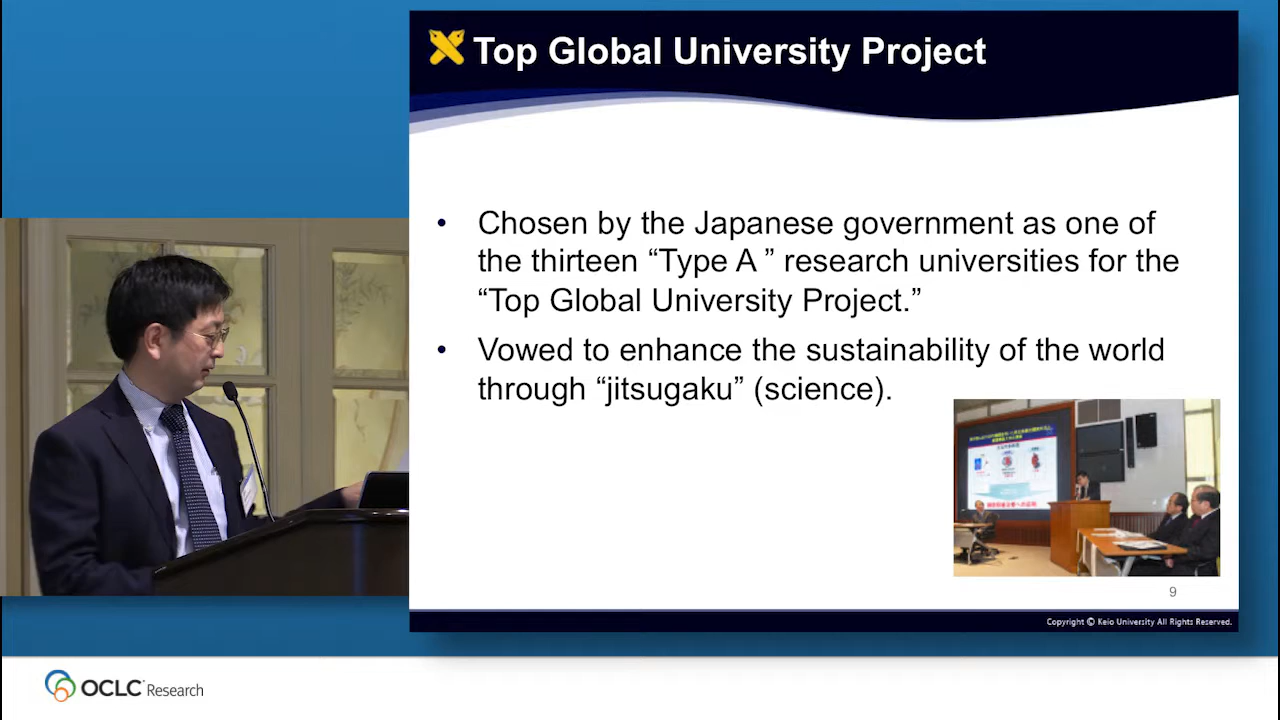 Top Global University Project
• Chosen by the Japanese government as one of
the thirteen “Type A ” research universities for the
“Top Global University Project.”
• Vowed to enhance the sustainability of the world
through “jitsugaku” (science).
9
Copyright © Keio University All Rights Reserved.
OCLC Research